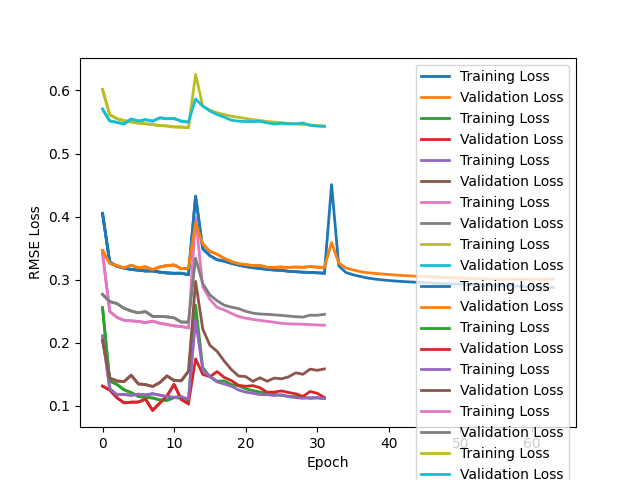 0.6
0.5
0.4
0.3
0.2
0.1
RMSE Loss
0
10
20
30
40
50
60
Epoch
Training Loss
Validation Loss
Training Loss
Validation Loss
Training Loss
Validation Loss
Training Loss
Validation Loss
Training Loss
Validation Loss
Training Loss
Validation Loss
Training Loss
Validation Loss
Training Loss
Validation Loss
Training Loss
Validation Loss
Training Loss
Validation Loss